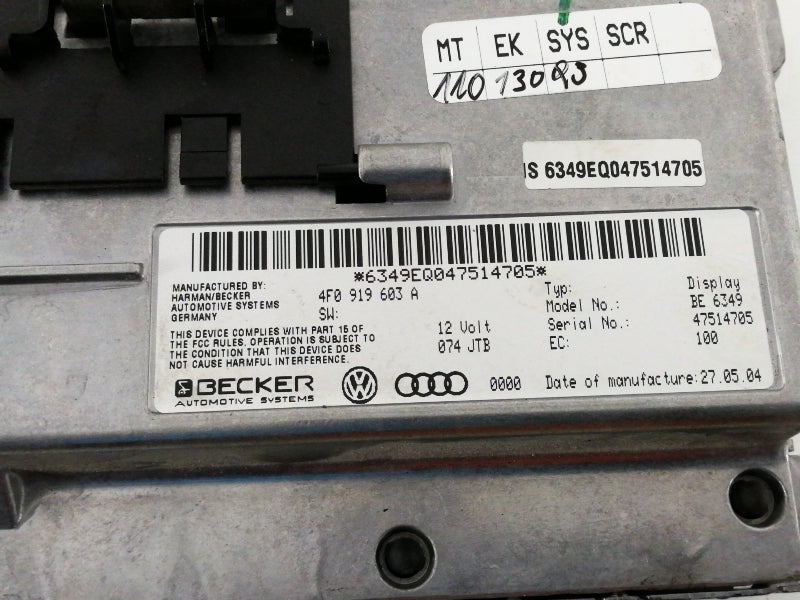 MT EK SYS SCR
110 13093
IS 6349EQ047514705
*6349EQ047514705*
MANUFACTURED BY:
HARMAN/BECKER
AUTOMOTIVE SYSTEMS
GERMANY
4F0 919 603 A
SW:
THIS DEVICE COMPLIES WITH PART 15 OF
THE FCC RULES. OPERATION IS SUBJECT TO
THE CONDITION THAT THIS DEVICE DOES
NOT CAUSE HARMFUL INTERFERENCE.
12 Volt
074 JTB
Typ: Display
Model No.: BE 6349
Serial No.: 47514705
EC: 100
BECKER
AUTOMOTIVE SYSTEMS
0000 Date of manufacture: 27.05.04